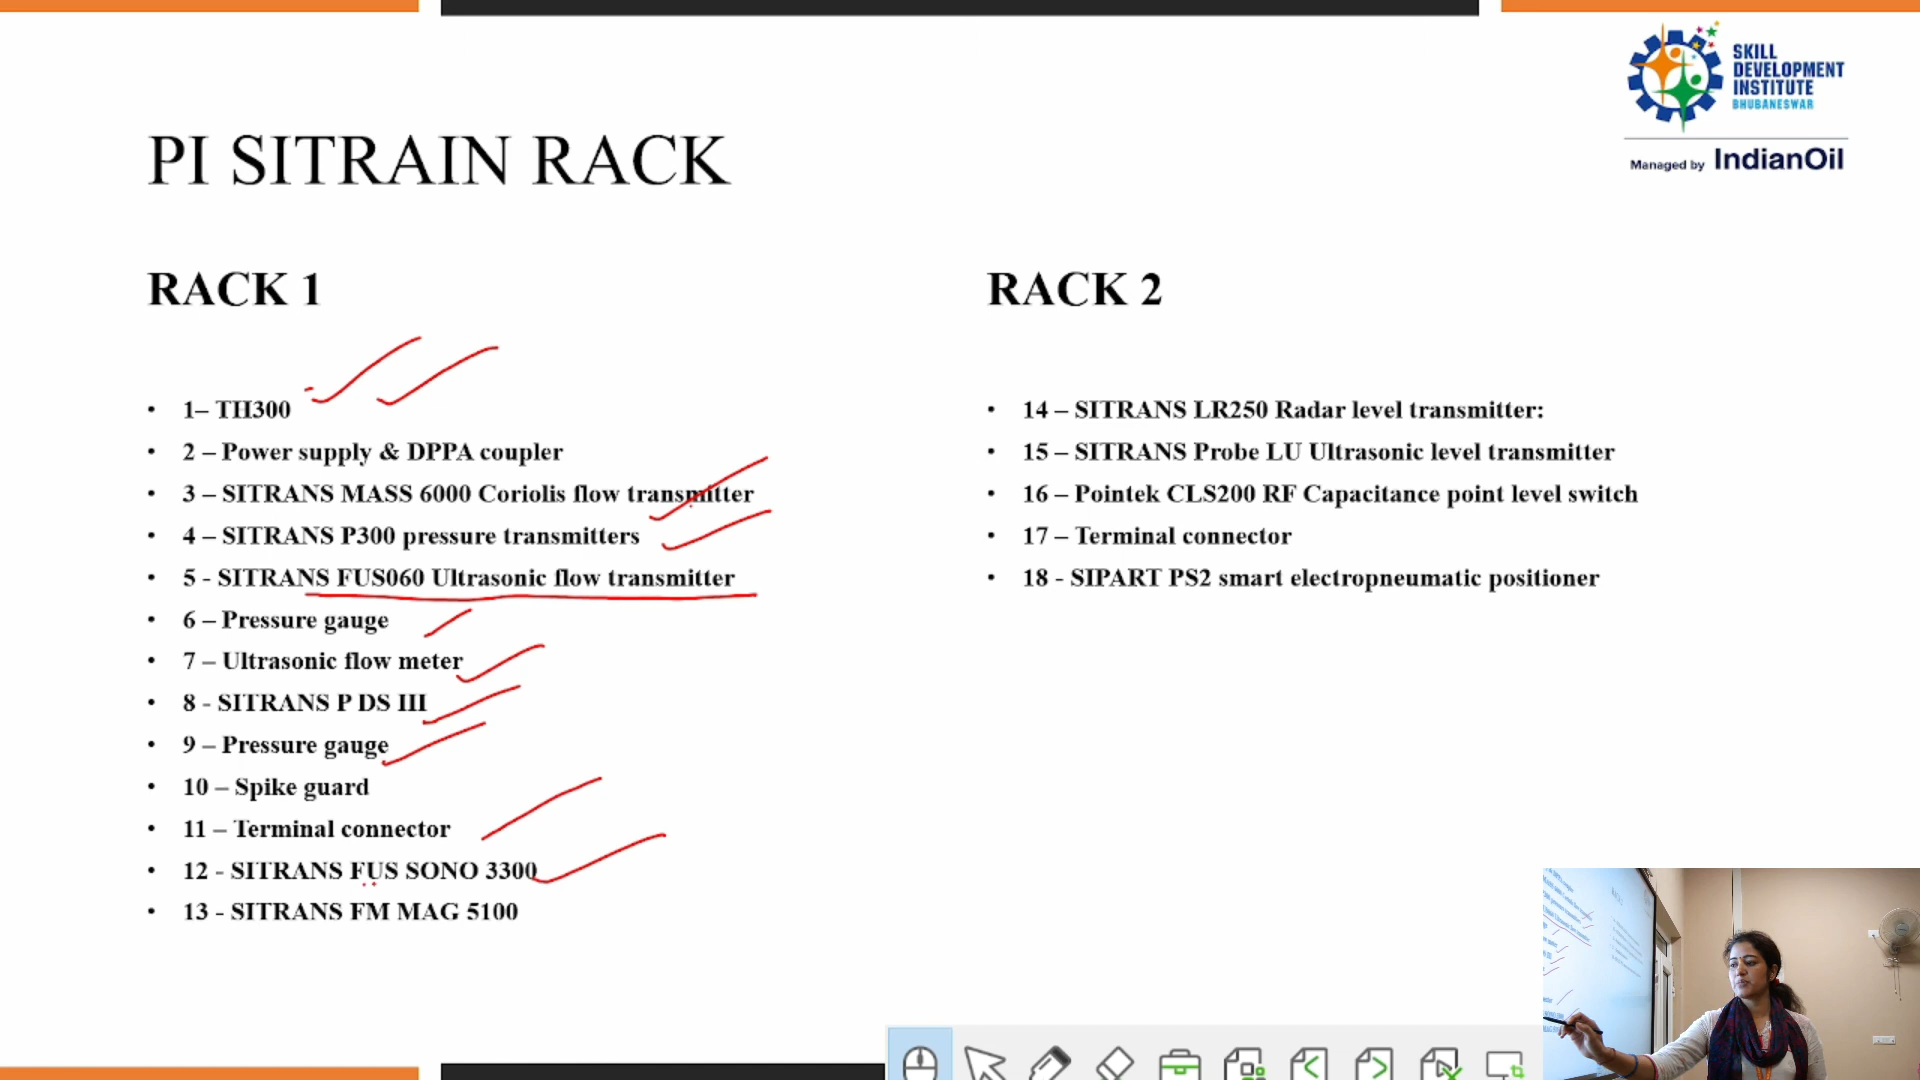 SKILL
DEVELOPMENT
INSTITUTE
BHUBANESWAR
Managed by IndianOil
PI SITRAIN RACK
RACK 1
• 1– TH300
• 2 – Power supply & DPPA coupler
• 3 – SITRANS MASS 6000 Coriolis flow transmitter
• 4 – SITRANS P300 pressure transmitters
• 5 - SITRANS FUS060 Ultrasonic flow transmitter
• 6 – Pressure gauge
• 7 – Ultrasonic flow meter
• 8 - SITRANS P DS III
• 9 – Pressure gauge
• 10 – Spike guard
• 11 – Terminal connector
• 12 - SITRANS FUS SONO 3300
• 13 - SITRANS FM MAG 5100
RACK 2
• 14 – SITRANS LR250 Radar level transmitter:
• 15 – SITRANS Probe LU Ultrasonic level transmitter
• 16 – Pointek CLS200 RF Capacitance point level switch
• 17 – Terminal connector
• 18 - SIPART PS2 smart electropneumatic positioner